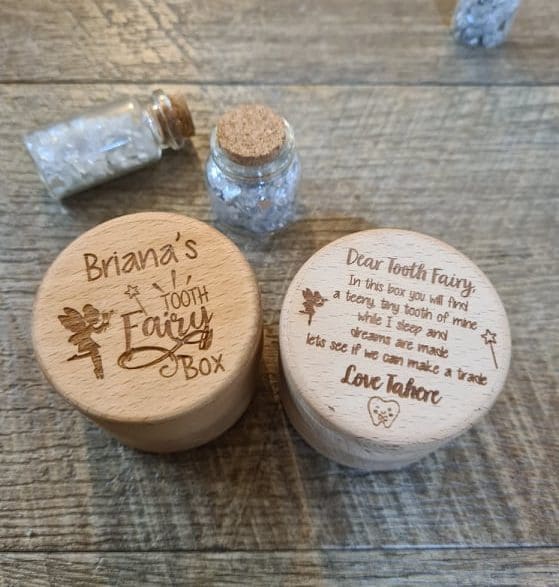 Briana's
TOOTH
Fairy
BOX
Dear Tooth Fairy,
In this box you will find
a teeny, tiny tooth of mine
while I sleep and
dreams are made
lets see if we can make a trade
Love Tahere